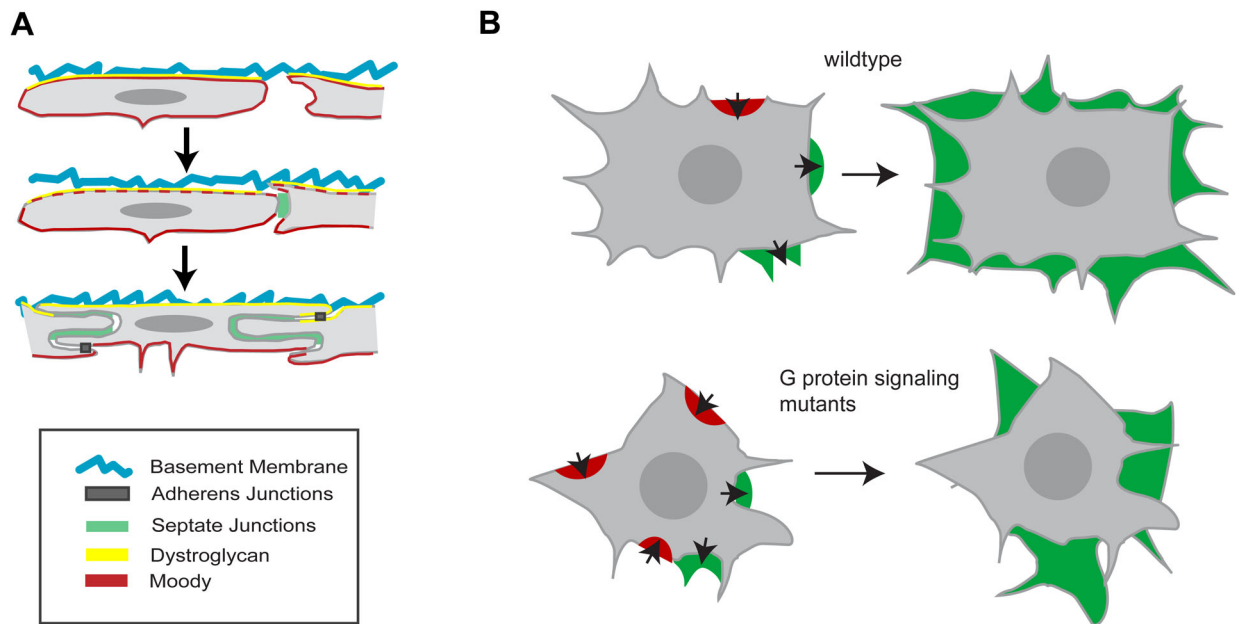 A
B
wildtype
G protein signaling
mutants
Basement Membrane
Adherens Junctions
Septate Junctions
Dystroglycan
Moody